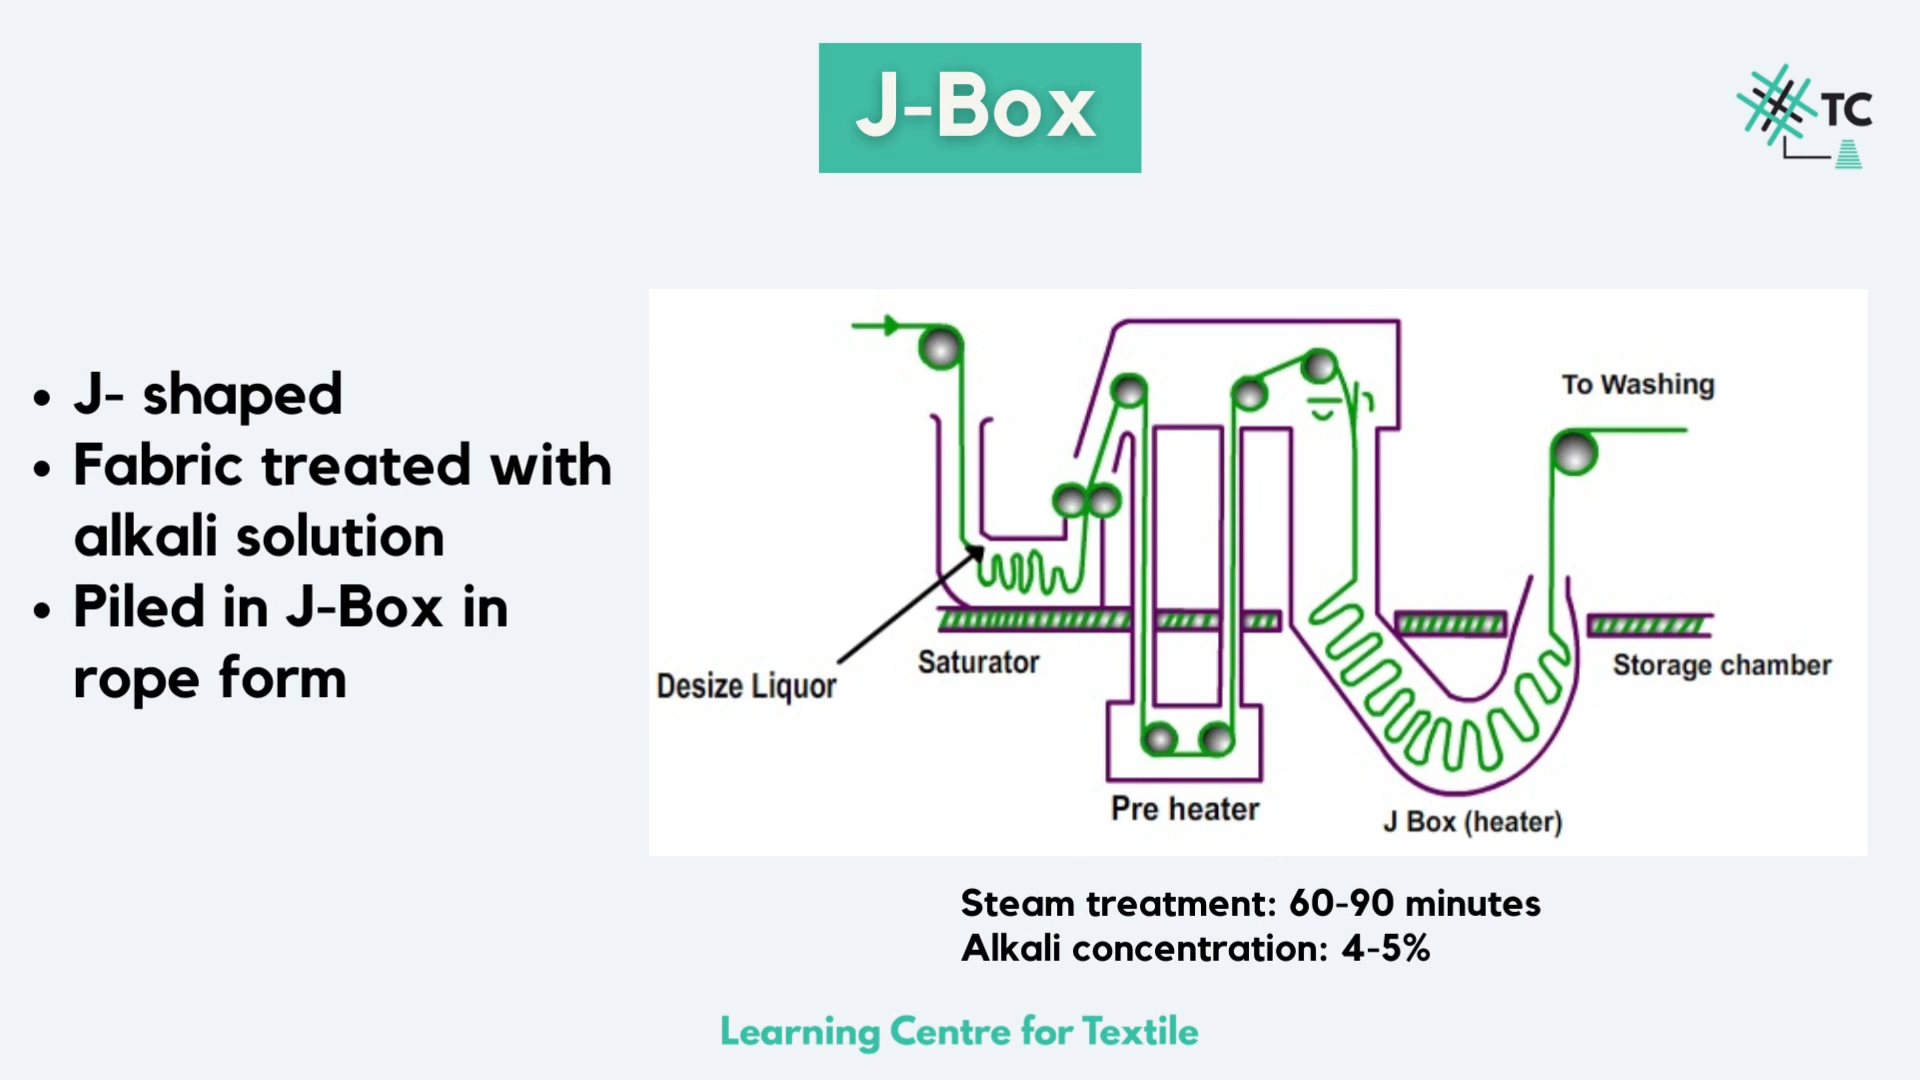 J-Box
TC
• J- shaped
• Fabric treated with
alkali solution
• Piled in J-Box in
rope form
To Washing
Saturator
Desize Liquor
Storage chamber
Pre heater
J Box (heater)
Steam treatment: 60-90 minutes
Alkali concentration: 4-5%
Learning Centre for Textile